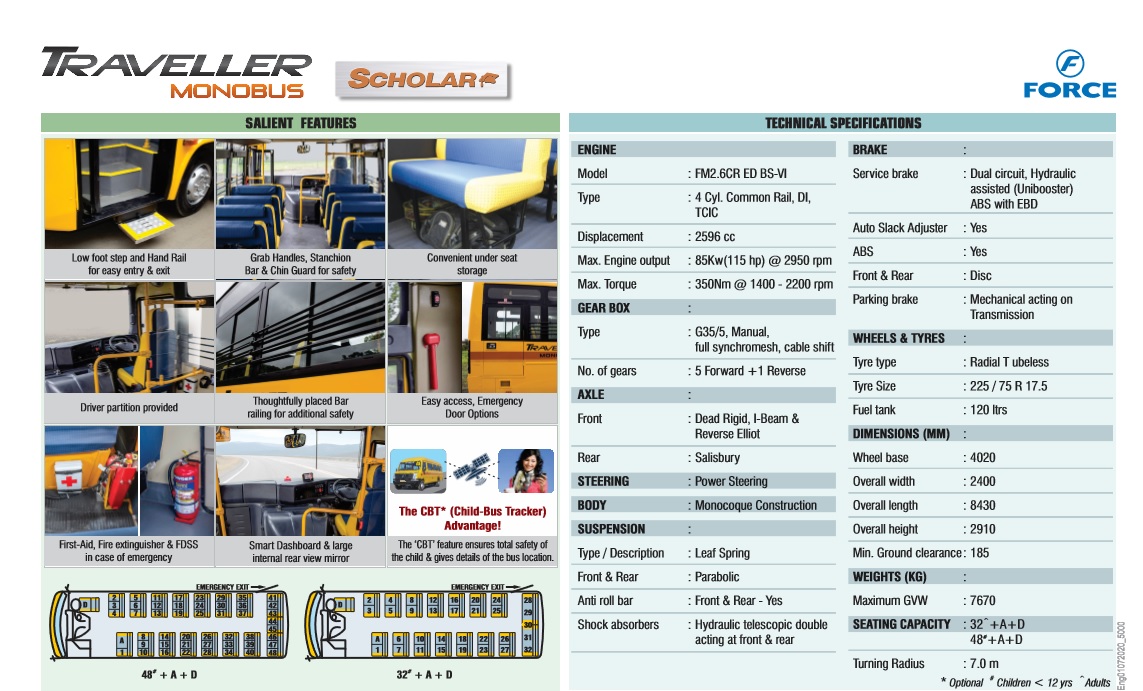 TRAVELLER
MONOBUS
SCHOLAR
FORCE
SALIENT FEATURES
Low foot step and Hand Rail
for easy entry & exit
Grab Handles, Stanchion
Bar & Chin Guard for safety
Convenient under seat
storage
Driver partition provided
Thoughtfully placed Bar
railing for additional safety
Easy access, Emergency
Door Options
The CBT* (Child-Bus Tracker)
Advantage!
First-Aid, Fire extinguisher & FDSS
in case of emergency
Smart Dashboard & large
internal rear view mirror
The 'CBT' feature ensures total safety of
the child & gives details of the bus location.
EMERGENCY EXIT
48# + A + D
EMERGENCY EXIT
32# + A + D
TECHNICAL SPECIFICATIONS
ENGINE
Model : FM2.6CR ED BS-VI
Type : 4 Cyl. Common Rail, DI,
TCIC
Displacement : 2596 cc
Max. Engine output : 85Kw(115 hp) @ 2950 rpm
Max. Torque : 350Nm @ 1400 - 2200 rpm
GEAR BOX :
Type : G35/5, Manual,
full synchromesh, cable shift
No. of gears : 5 Forward +1 Reverse
AXLE :
Front : Dead Rigid, I-Beam &
Reverse Elliot
Rear : Salisbury
STEERING : Power Steering
BODY : Monocoque Construction
SUSPENSION :
Type / Description : Leaf Spring
Front & Rear : Parabolic
Anti roll bar : Front & Rear - Yes
Shock absorbers : Hydraulic telescopic double
acting at front & rear
BRAKE :
Service brake : Dual circuit, Hydraulic
assisted (Unibooster)
ABS with EBD
Auto Slack Adjuster : Yes
ABS : Yes
Front & Rear : Disc
Parking brake : Mechanical acting on
Transmission
WHEELS & TYRES :
Tyre type : Radial T ubeless
Tyre Size : 225 / 75 R 17.5
Fuel tank : 120 ltrs
DIMENSIONS (MM) :
Wheel base : 4020
Overall width : 2400
Overall length : 8430
Overall height : 2910
Min. Ground clearance : 185
WEIGHTS (KG) :
Maximum GVW : 7670
SEATING CAPACITY : 32^ +A+D
48#+A+D
Turning Radius : 7.0 m
* Optional # Children < 12 yrs ^ Adults
Eng01072020_5000